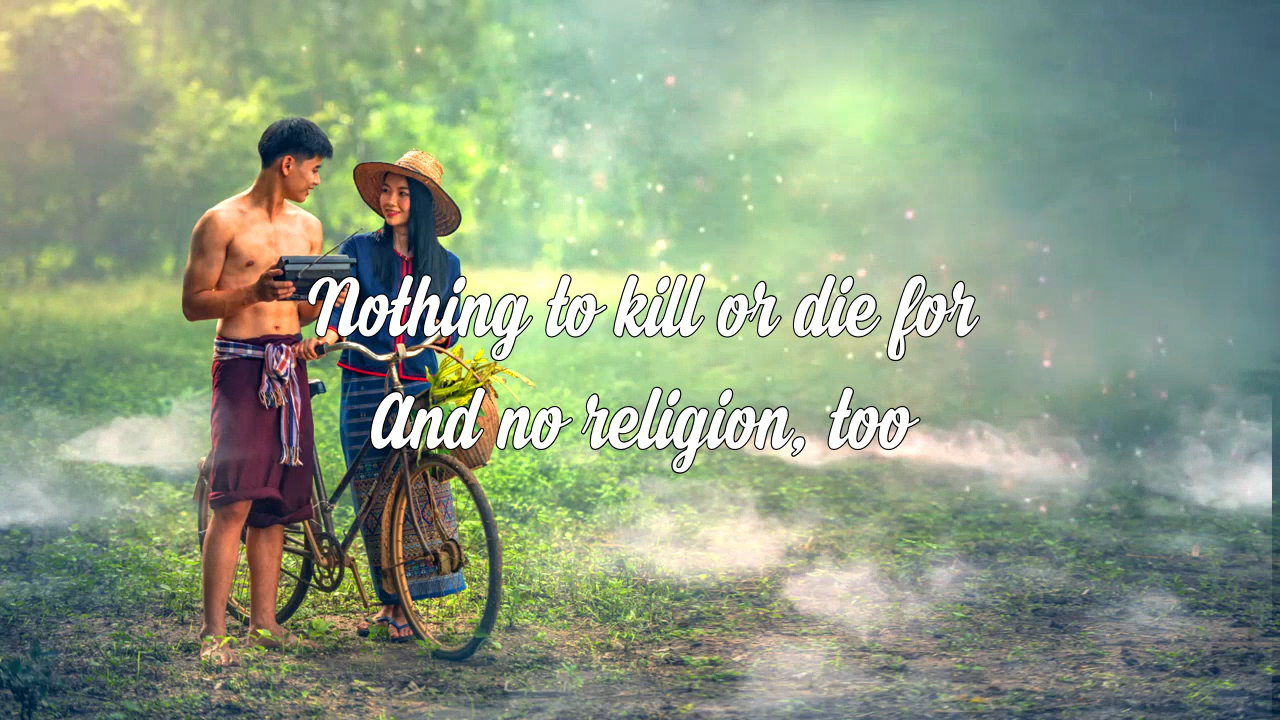 Nothing to kill or die for
And no religion, too